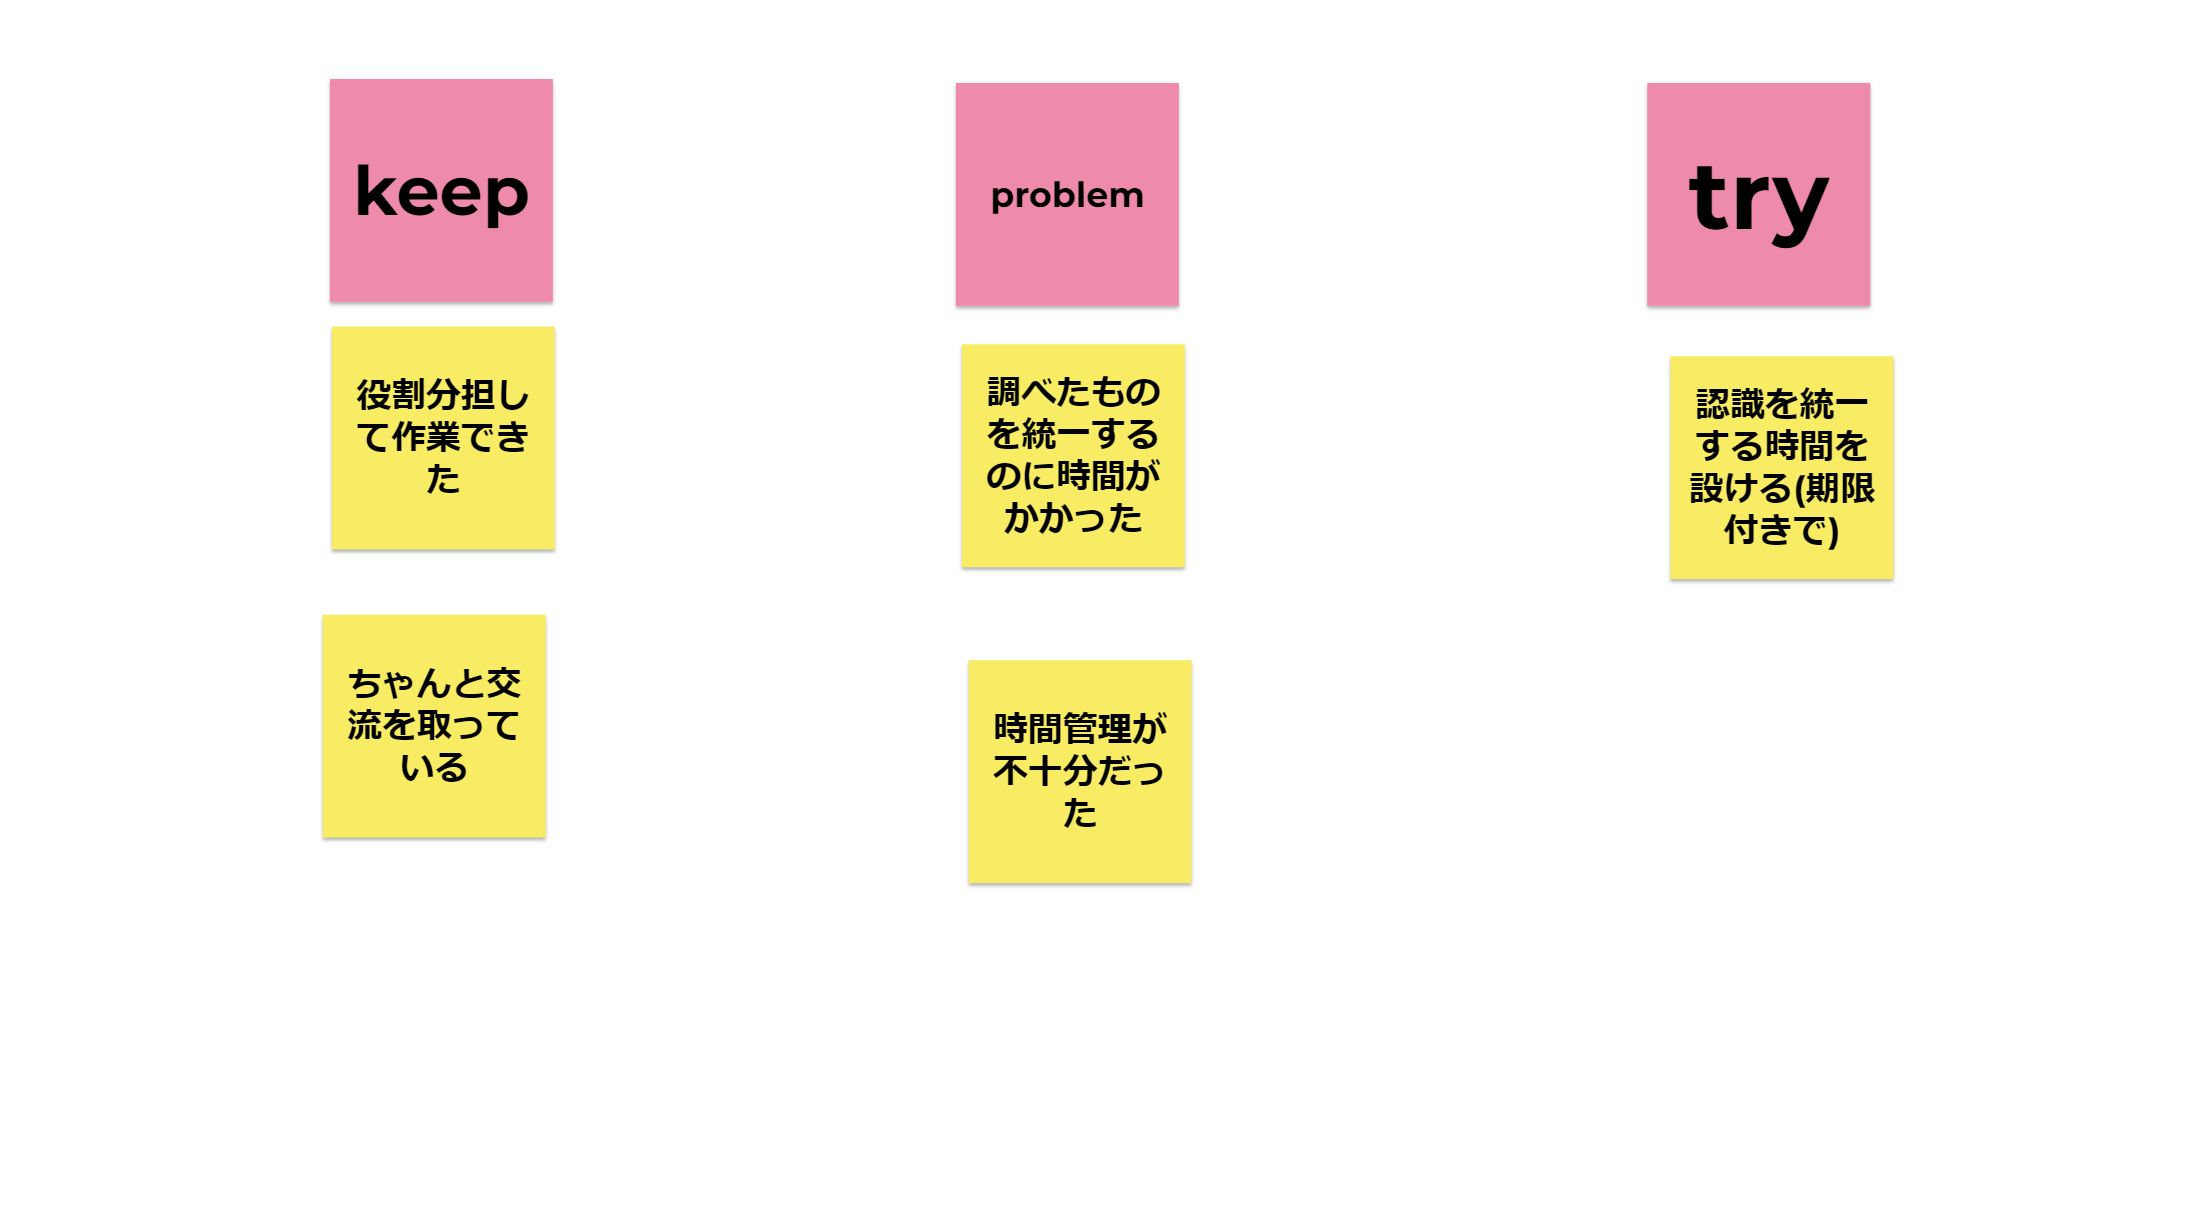 keep
役割分担し
て作業でき
た
ちゃんと交
流を取って
いる
problem
調べたもの
を統一する
のに時間が
かかった
時間管理が
不十分だっ
た
try
認識を統一
する時間を
設ける(期限
付きで)